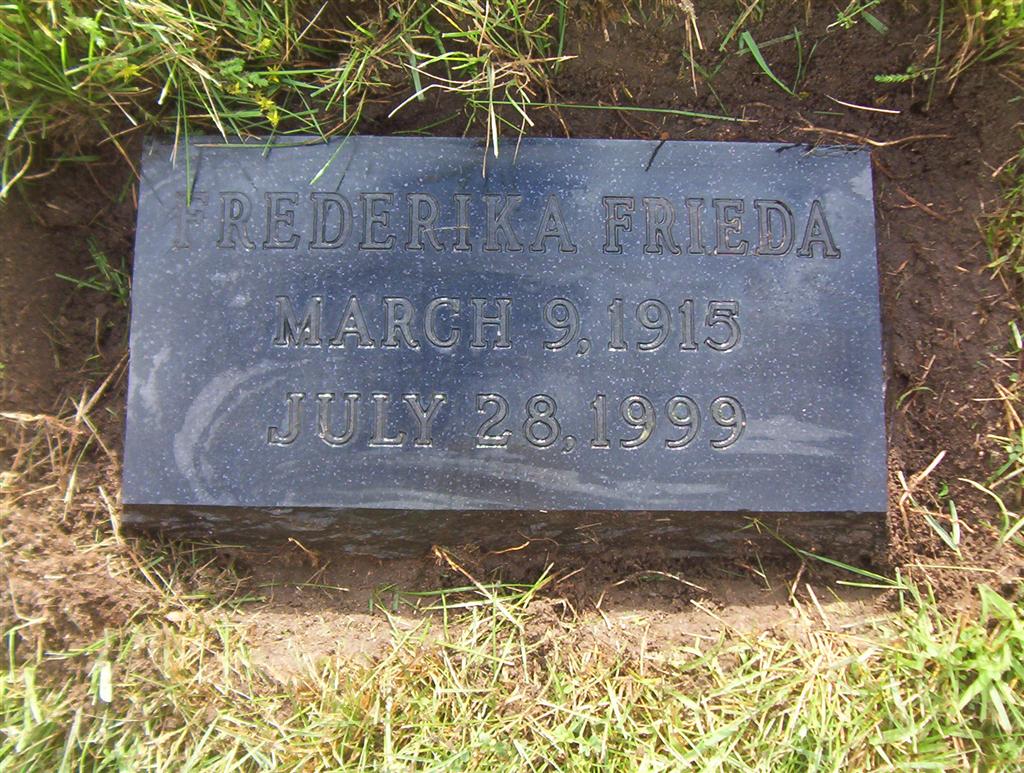 FREDERIKA FRIEDA
MARCH 9, 1915
JULY 28, 1999